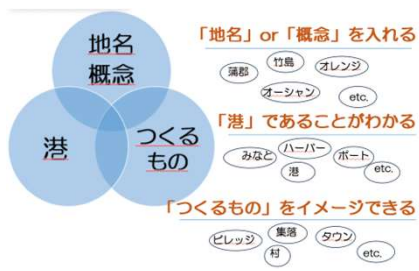 地名
概念
港
つくる
もの
「地名」or「概念」を入れる
蒲郡
竹島
オレンジ
オーシャン
etc.
「港」であることがわかる
みなと
ハーバー
ポート
港
etc.
「つくるもの」をイメージできる
ビレッジ
集落
タウン
村
etc.